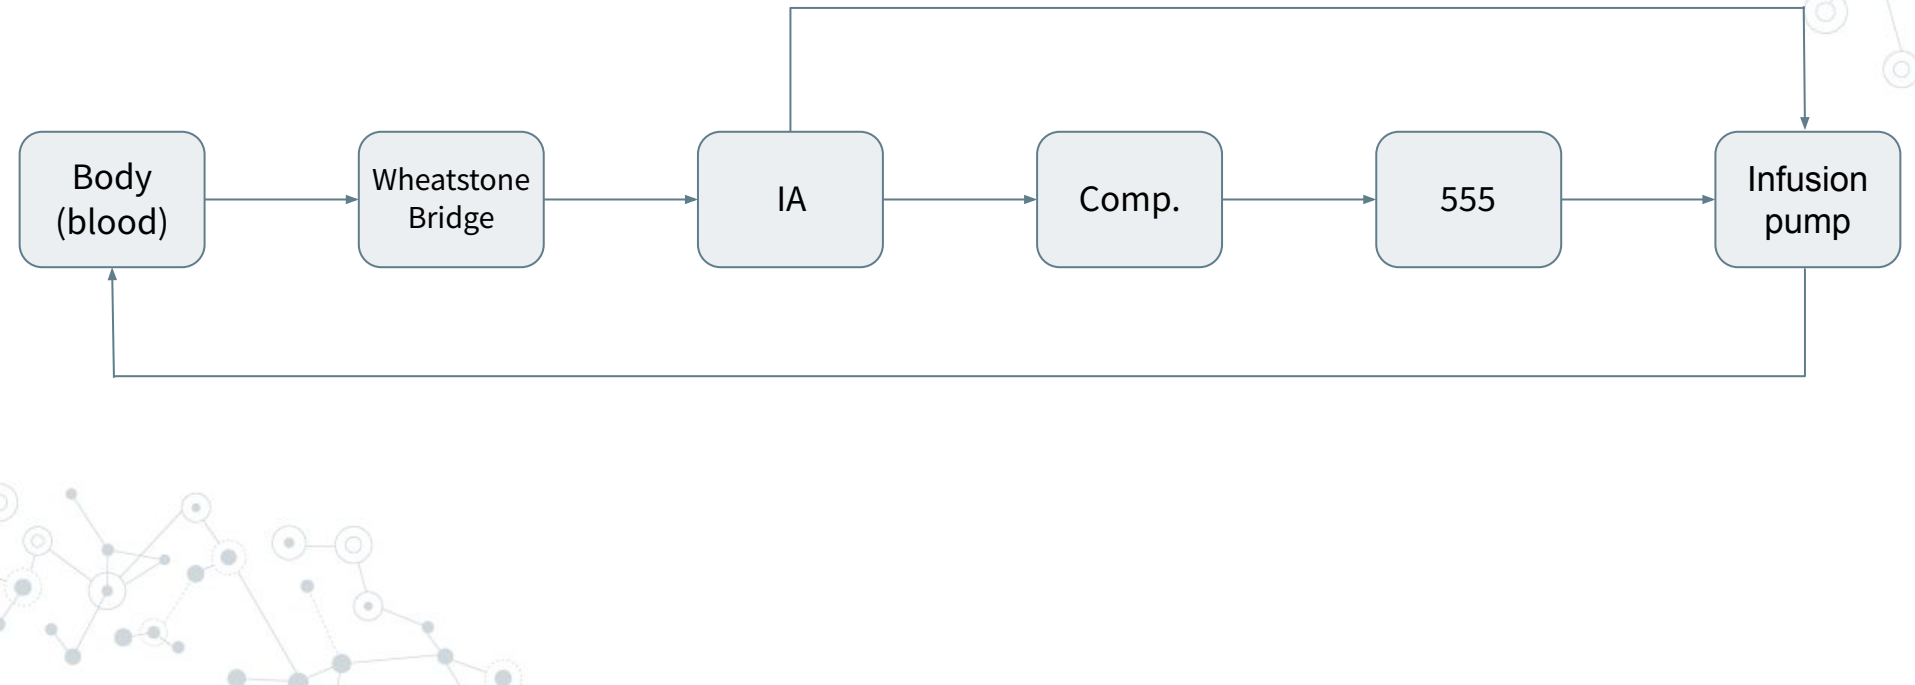 Body
(blood)
Wheatstone
Bridge
IA
Comp.
555
Infusion
pump